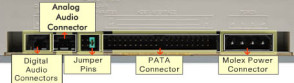 Analog
Audio
Connector
Digital
Audio
Connectors
Jumper
Pins
PATA
Connector
Molex Power
Connector